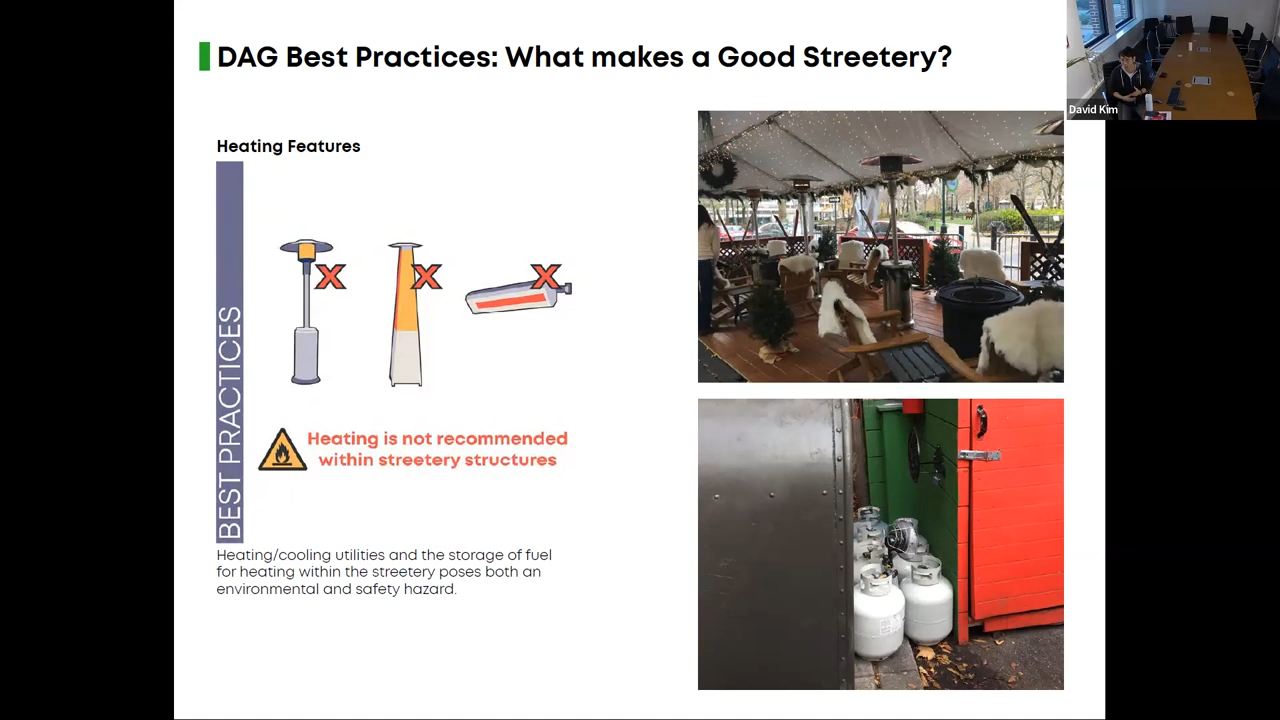 DAG Best Practices: What makes a Good Streetery?
David Kim
Heating Features
BEST PRACTICES
X
X
X
Heating is not recommended
within streetery structures
Heating/cooling utilities and the storage of fuel
for heating within the streetery poses both an
environmental and safety hazard.